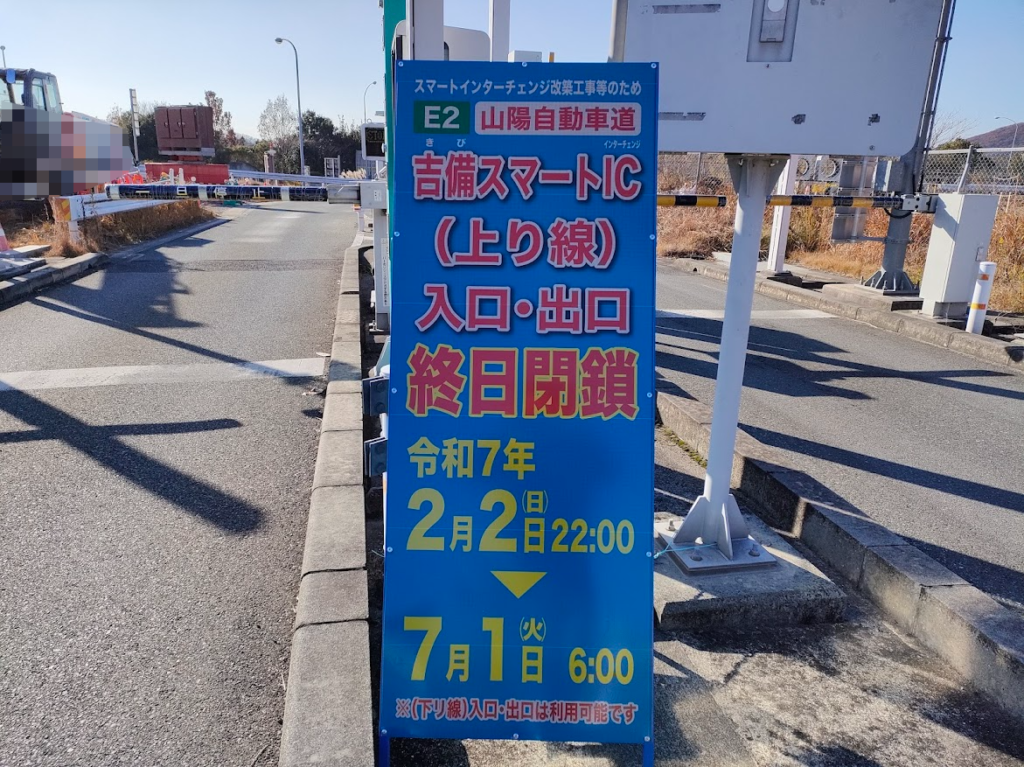 スマートインターチェンジ改築工事等のため
E2 山陽自動車道
きび インターチェンジ
吉備スマートIC
(上り線)
入口・出口
終日閉鎖
令和7年
2月2日(日)22:00
7月1日(火)6:00
※(下り線)入口・出口は利用可能です